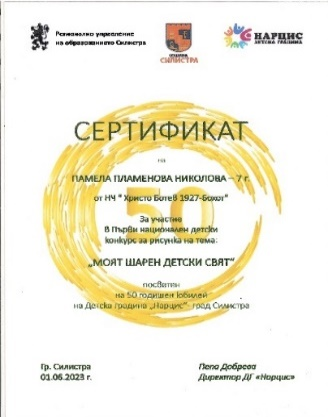 Регионално управление
на образованието Силистра
ОБЩИНА
СИЛИСТРА
НАРЦИС
ДЕТСКА ГРАДИНА
СЕРТИФИКАТ
на
ПАМЕЛА ПЛАМЕНОВА НИКОЛОВА – 7 г.
от НЧ " Христо Ботев 1927-Бохот"
50
За участие
в Първи национален детски
конкурс за рисунка на тема:
„МОЯТ ШАРЕН ДЕТСКИ СВЯТ“
посветен
на 50 годишен юбилей
на Детска градина „Нарцис“- град Силистра
Гр. Силистра
01.06.2023 г.
Пепа Добрева
Директор ДГ «Нарцис»